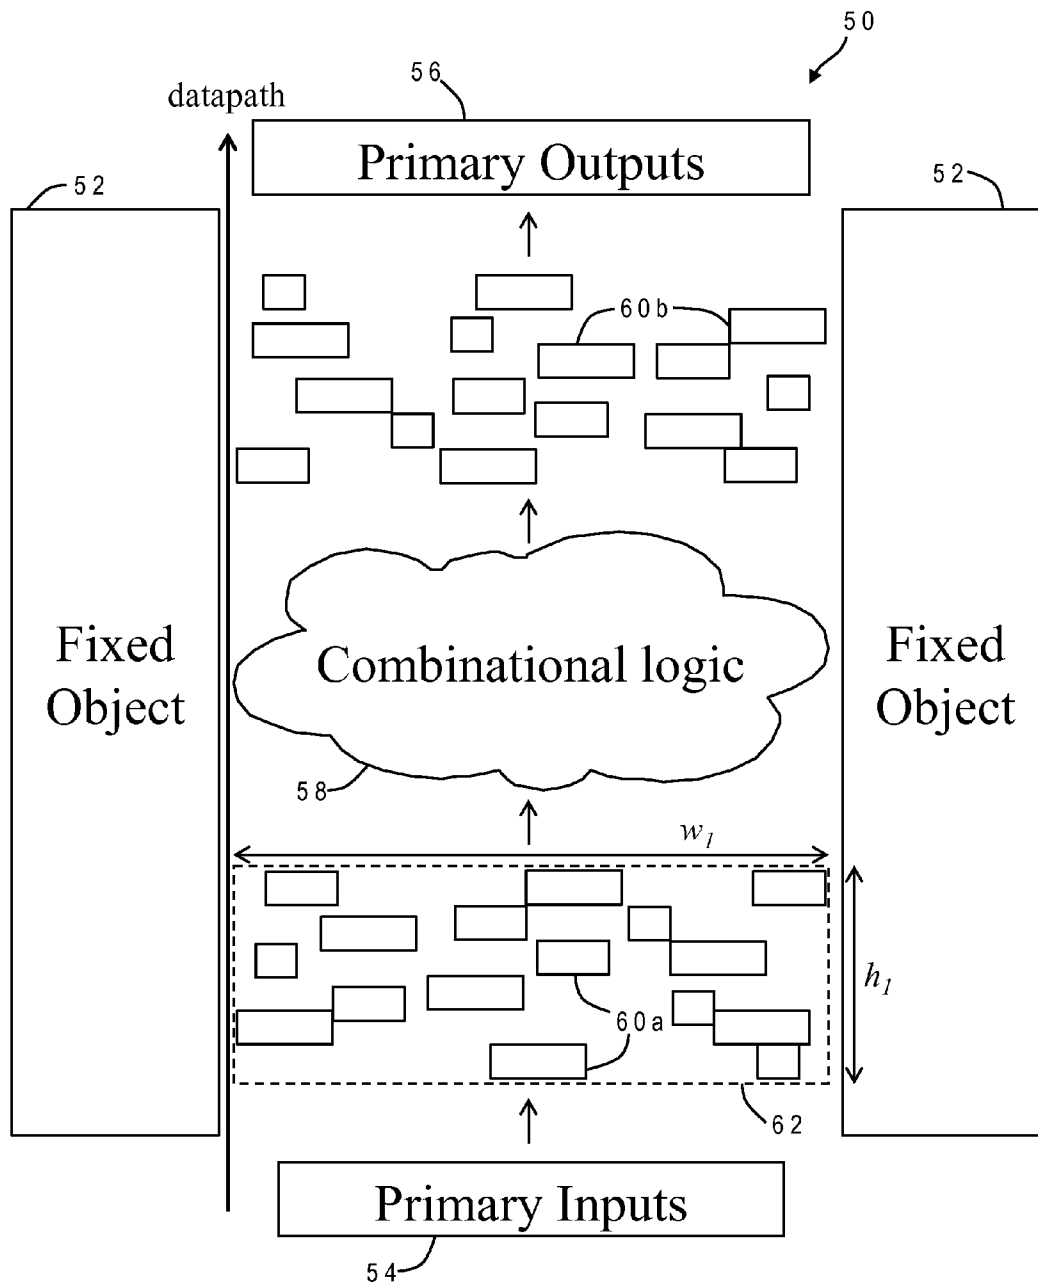 50
56
datapath
Primary Outputs
52
52
60b
Fixed
Object
Combinational logic
Fixed
Object
58
w1
h1
60a
62
Primary Inputs
54